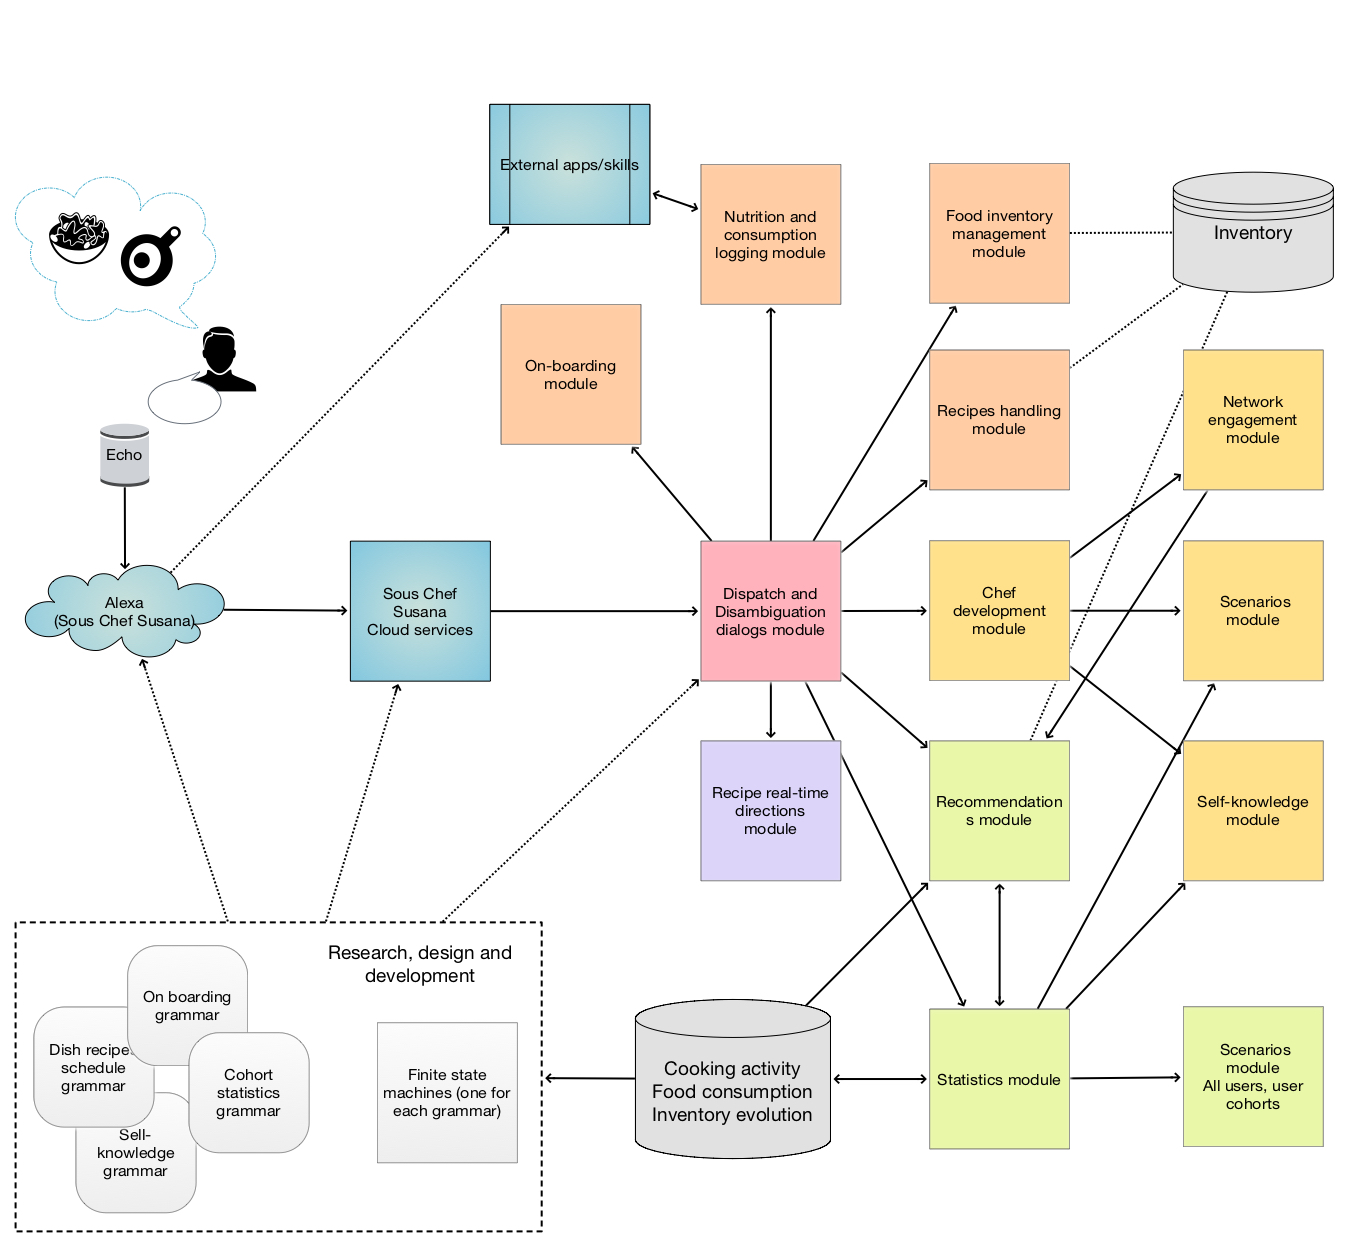 External apps/skills
Nutrition and
consumption
logging module
Food inventory
management
module
Inventory
On-boarding
module
Recipes handling
module
Network
engagement
module
Echo
Alexa
(Sous Chef Susana)
Sous Chef
Susana
Cloud services
Dispatch and
Disambiguation
dialogs module
Chef
development
module
Scenarios
module
Recipe real-time
directions
module
Recommendation
s module
Self-knowledge
module
Research, design and
development
On boarding
grammar
Dish recipe
schedule
grammar
Cohort
statistics
grammar
Sell-
knowledge
grammar
Finite state
machines (one for
each grammar)
Cooking activity
Food consumption
Inventory evolution
Statistics module
Scenarios
module
All users, user
cohorts